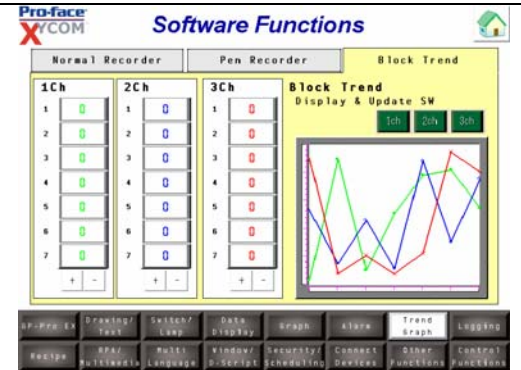 Pro-face
XYCOM
Software Functions
Normal Recorder
Pen Recorder
Block Trend
1Ch
2Ch
3Ch
Block Trend
Display & Update SW
1ch 2ch 3ch
1 0 1 0 1 0
2 0 2 0 2 0
3 0 3 0 3 0
4 0 4 0 4 0
5 0 5 0 5 0
6 0 6 0 6 0
7 0 7 0 7 0
+ - + - + -
GP-Pro EX
Drawing/
Text
Switch/
Lamp
Data
Display
Graph
Alarm
Trend
Graph
Logging
Recipe
RPA/
Multimedia
Multi
Language
Window/
D-Script
Security/
Scheduling
Connect
Devices
Other
Functions
Control
Functions